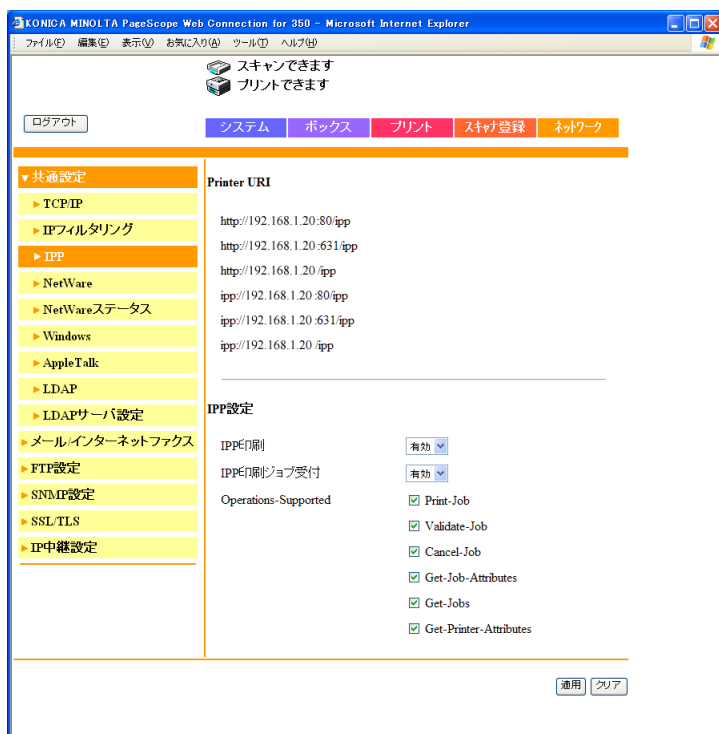 KONICA MINOLTA PageScope Web Connection for 350 - Microsoft Internet Explorer
ファイル(F) 編集(E) 表示(V) お気に入り(A) ツール(T) ヘルプ(H)
スキャンできます
プリントできます
ログアウト
システム ボックス プリント スキャナ登録 ネットワーク
▼共通設定
TCP/IP
IPフィルタリング
IPP
NetWare
NetWareステータス
Windows
AppleTalk
LDAP
LDAPサーバ設定
メール/インターネットファクス
FTP設定
SNMP設定
SSL/TLS
IP中継設定
Printer URI
http://192.168.1.20 :80/ipp
http://192.168.1.20 :631/ipp
http://192.168.1.20 /ipp
ipp://192.168.1.20 :80/ipp
ipp://192.168.1.20 :631/ipp
ipp://192.168.1.20 /ipp
IPP設定
IPP印刷 有効
IPP印刷ジョブ受付 有効
Operations-Supported Print-Job
Validate-Job
Cancel-Job
Get-Job-Attributes
Get-Jobs
Get-Printer-Attributes
適用 クリア